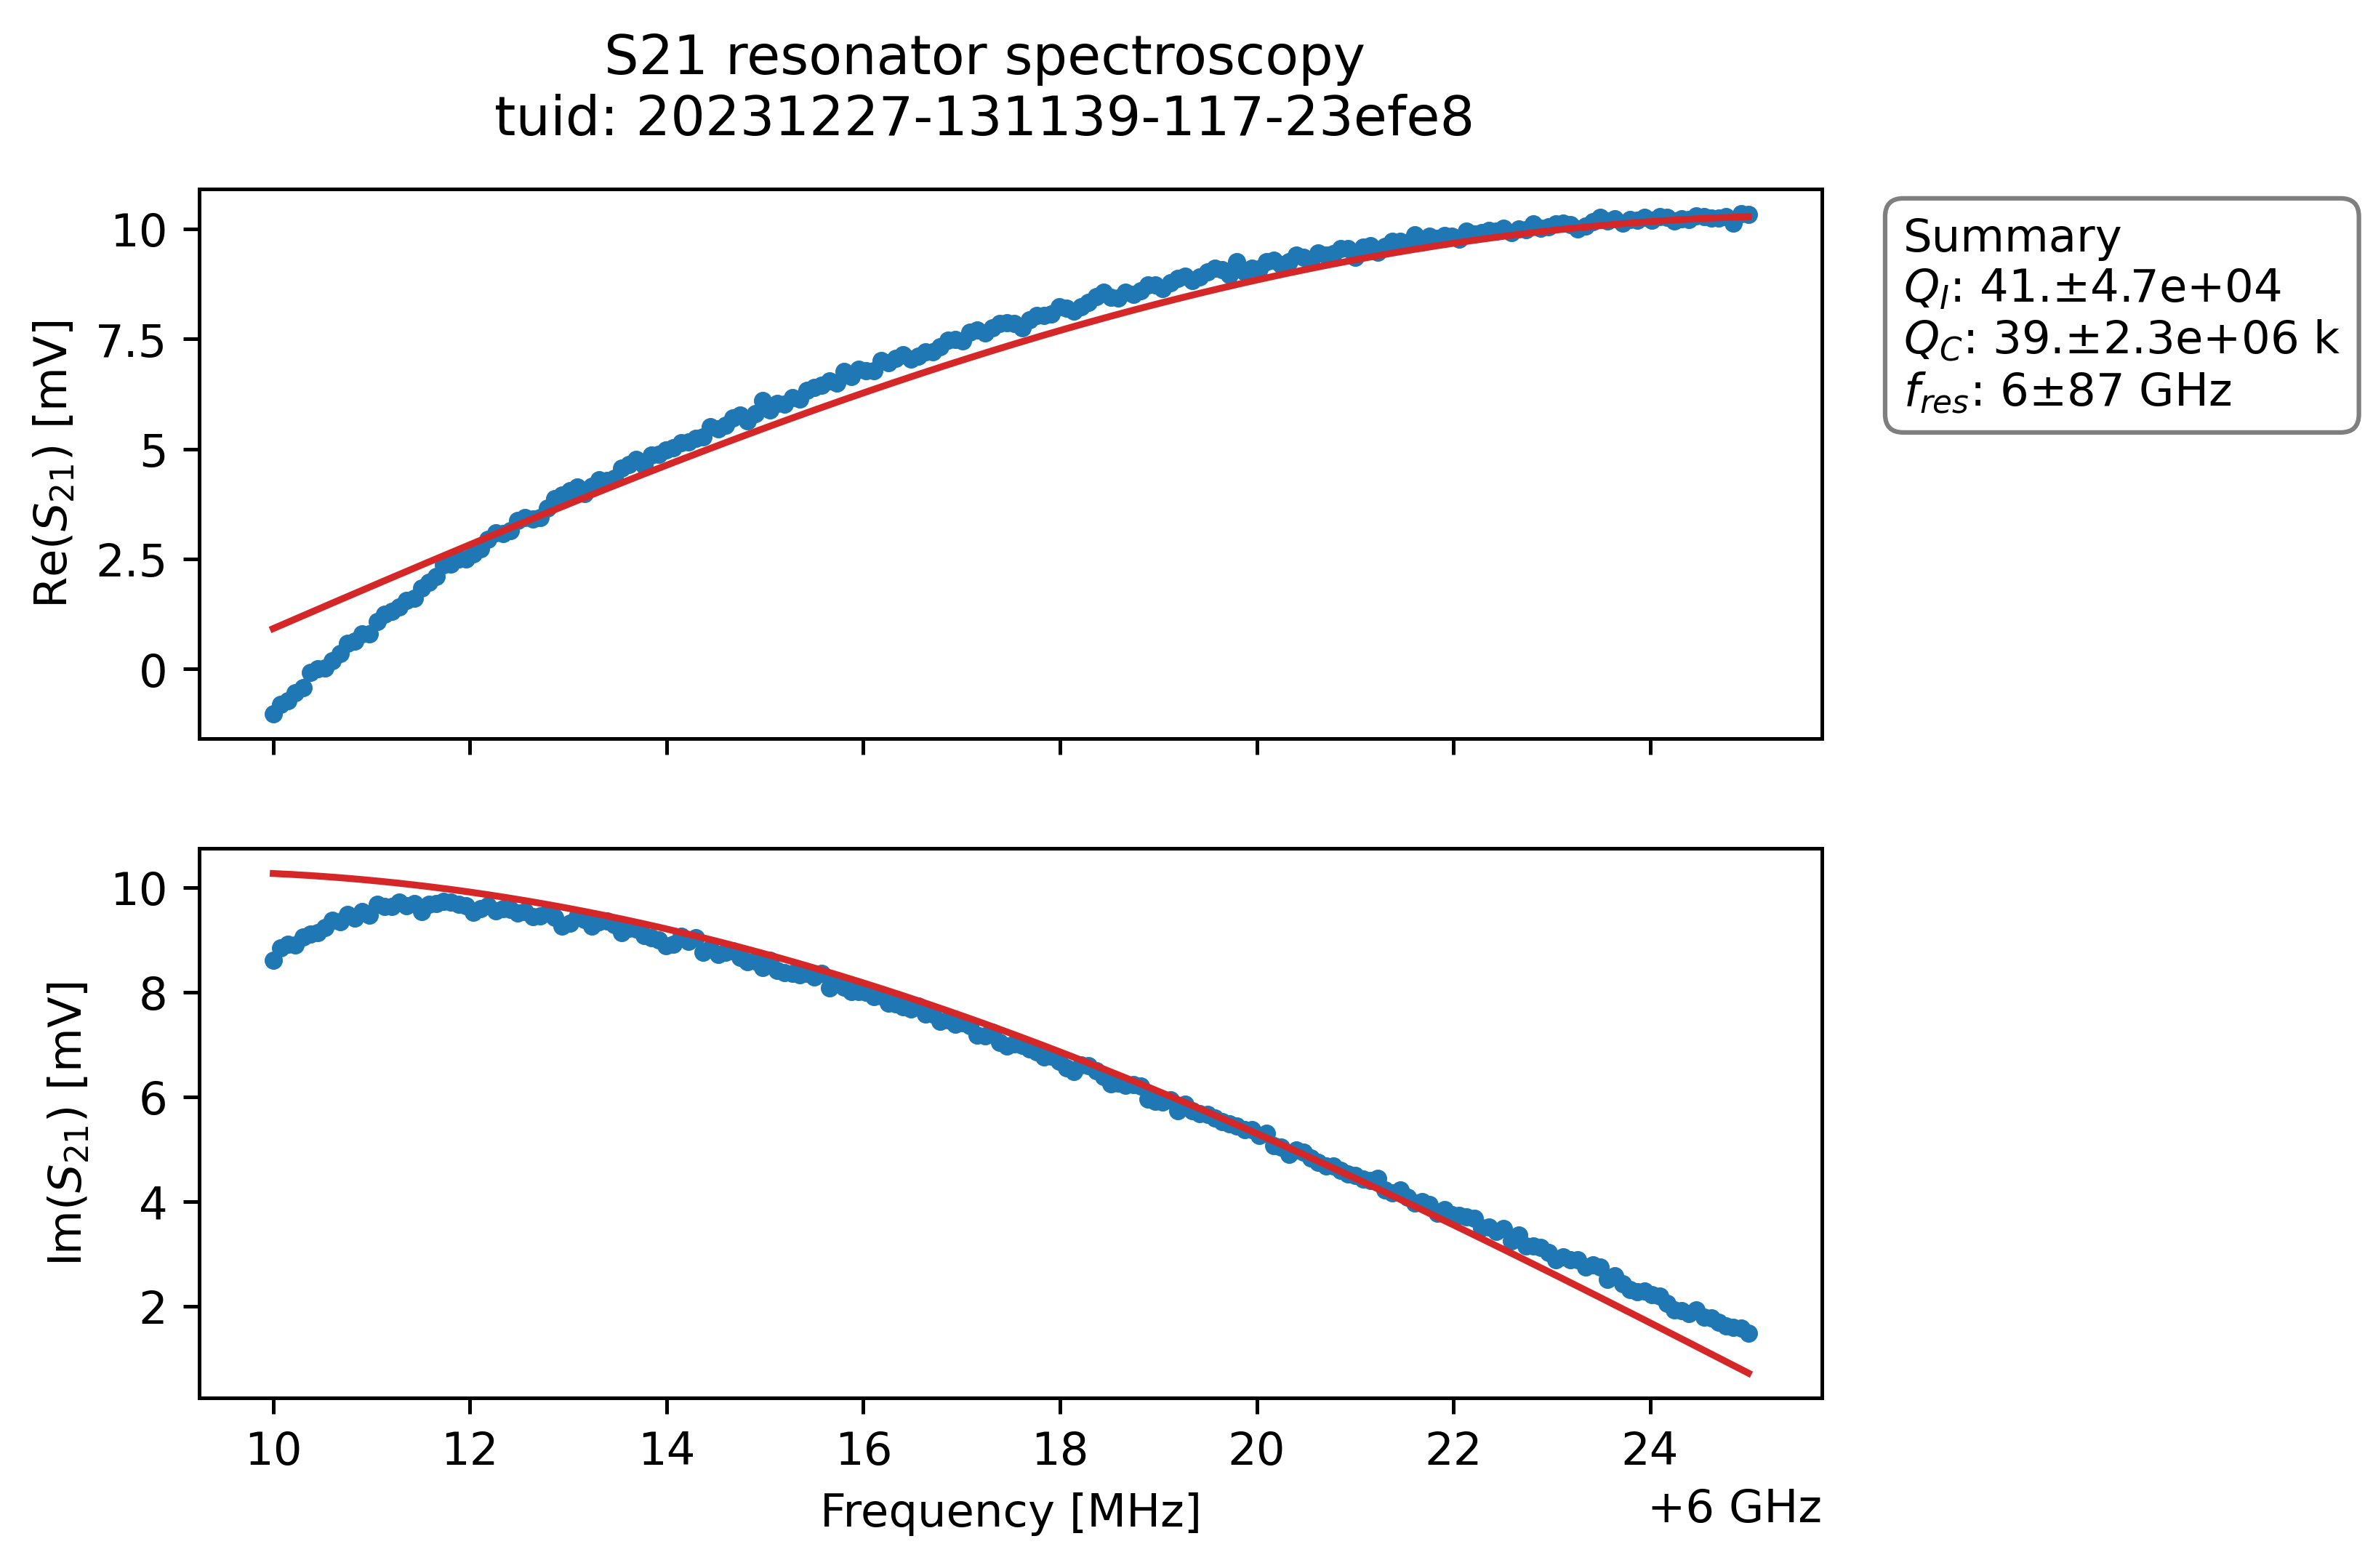 S21 resonator spectroscopy
tuid: 20231227-131139-117-23efe8
10
7.5
5
2.5
0
Re(S21) [mV]
Summary
Ql: 41.±4.7e+04
QC: 39.±2.3e+06 k
fres: 6±87 GHz
10
8
6
4
2
Im(S21) [mV]
10 12 14 16 18 20 22 24
Frequency [MHz]
+6 GHz